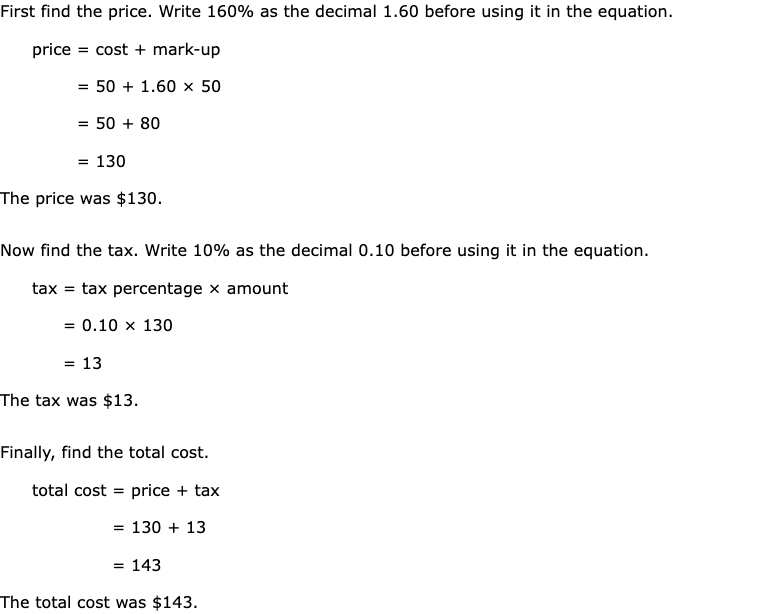 First find the price. Write 160% as the decimal 1.60 before using it in the equation.
price = cost + mark-up
= 50 + 1.60 × 50
= 50 + 80
= 130
The price was $130.
Now find the tax. Write 10% as the decimal 0.10 before using it in the equation.
tax = tax percentage × amount
= 0.10 × 130
= 13
The tax was $13.
Finally, find the total cost.
total cost = price + tax
= 130 + 13
= 143
The total cost was $143.